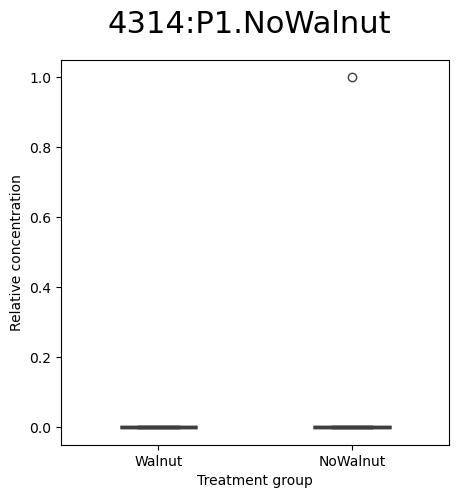 4314:P1.NoWalnut
Relative concentration
1.0
0.8
0.6
0.4
0.2
0.0
Walnut
NoWalnut
Treatment group